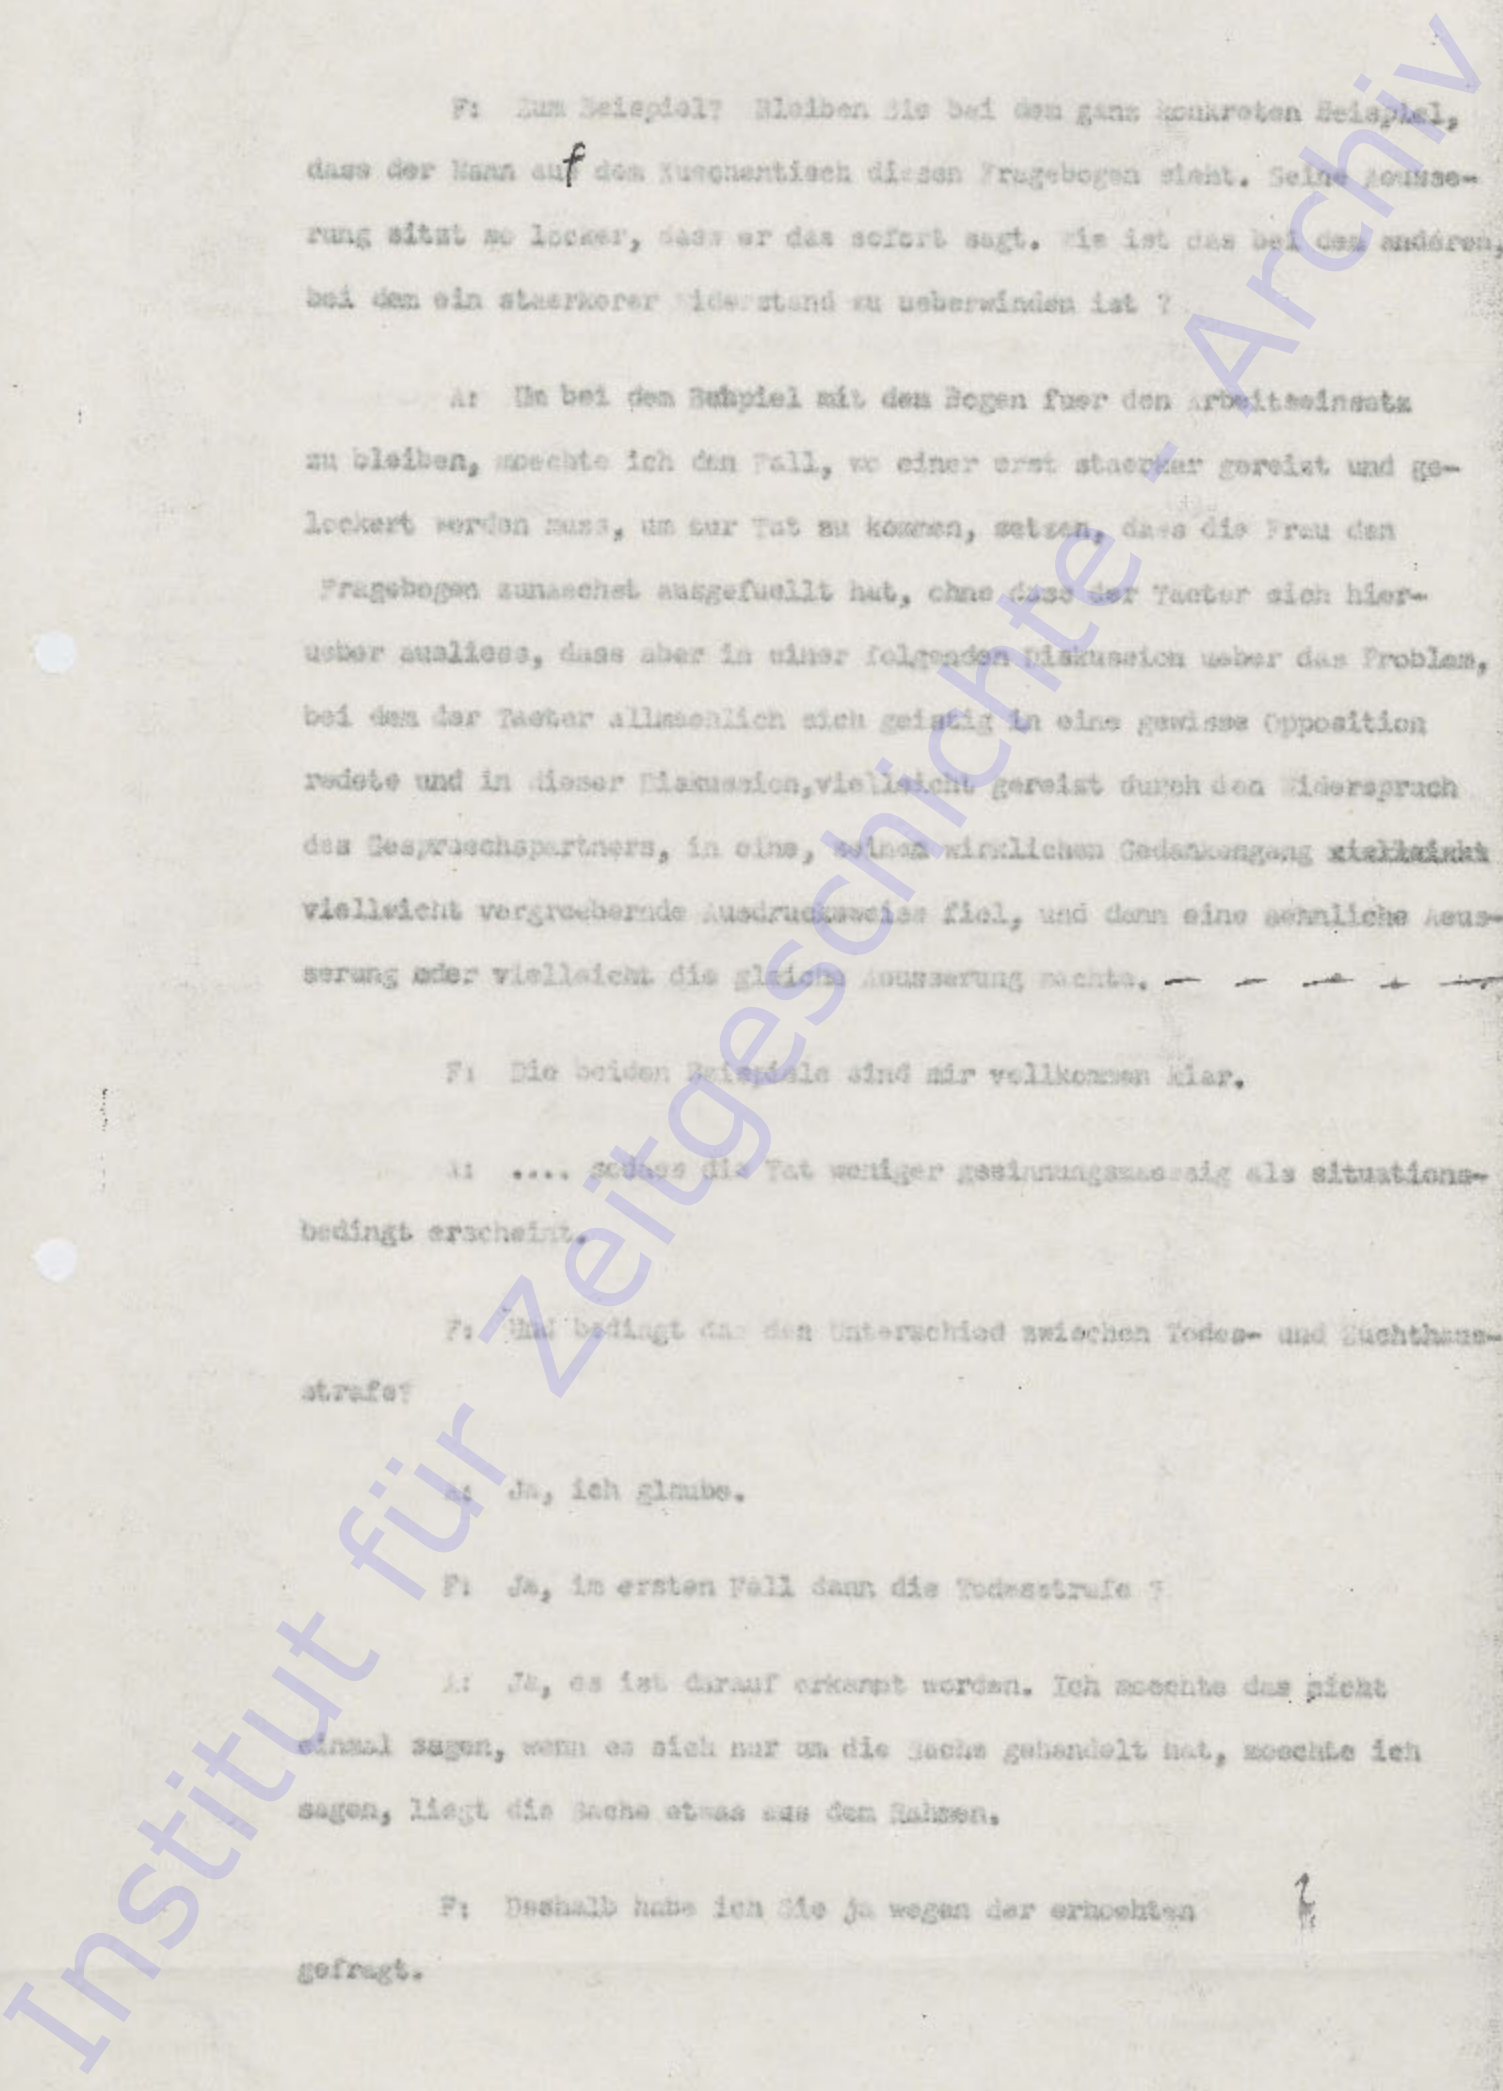 F: Zum Beispiel? Bleiben Sie bei dem ganz konkreten Beispiel,
dass der Mann auf dem Kuechentisch diesen Fragebogen sieht. Seine Aeusse-
rung sitzt so locker, dass er das sofort sagt. Wie ist das bei dem anderen,
bei dem ein staerkerer Widerstand zu ueberwinden ist ?
A: Um bei dem Beispiel mit dem Bogen fuer den Arbeitseinsatz
zu bleiben, moechte ich den Fall, wo einer erst staerker gereizt und ge-
lockert werden muss, um zur Tat zu kommen, setzen, dass die Frau den
Fragebogen zunaechst ausgefuellt hat, ohne dass der Taeter sich hier-
ueber ausliess, dass aber in einer folgenden Diskussion ueber das Problem,
bei dem der Taeter allmaehlich sich geistig in eine gewisse Opposition
redete und in dieser Diskussion,vielleicht gereizt durch den Widerspruch
des Gespraechspartners, in eine, seinen wirklichen Gedankengang
vielleicht vergroebernde Ausdrucksweise fiel, und dann eine aehnliche Aeus-
serung oder vielleicht die gleiche Aeusserung machte. - - - - -
F: Die beiden Beispiele sind mir vollkommen klar.
A: .... sodass die Tat weniger gesinnungsmaessig als situations-
bedingt erscheint.
F: Und bedingt das den Unterschied zwischen Todes- und Zuchthaus-
strafe?
A: Ja, ich glaube.
F: Ja, im ersten Fall dann die Todesstrafe ?
A: Ja, es ist darauf erkannt worden. Ich moechte das nicht
einmal sagen, wenn es sich nur um die Sache gehandelt hat, moechte ich
sagen, liegt die Sache etwas aus dem Rahmen.
F: Deshalb habe ich Sie ja wegen der erhoehten
gefragt.
Institut für Zeitgeschichte - Archiv